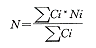 N = ∑Ci * Ni / ∑Ci